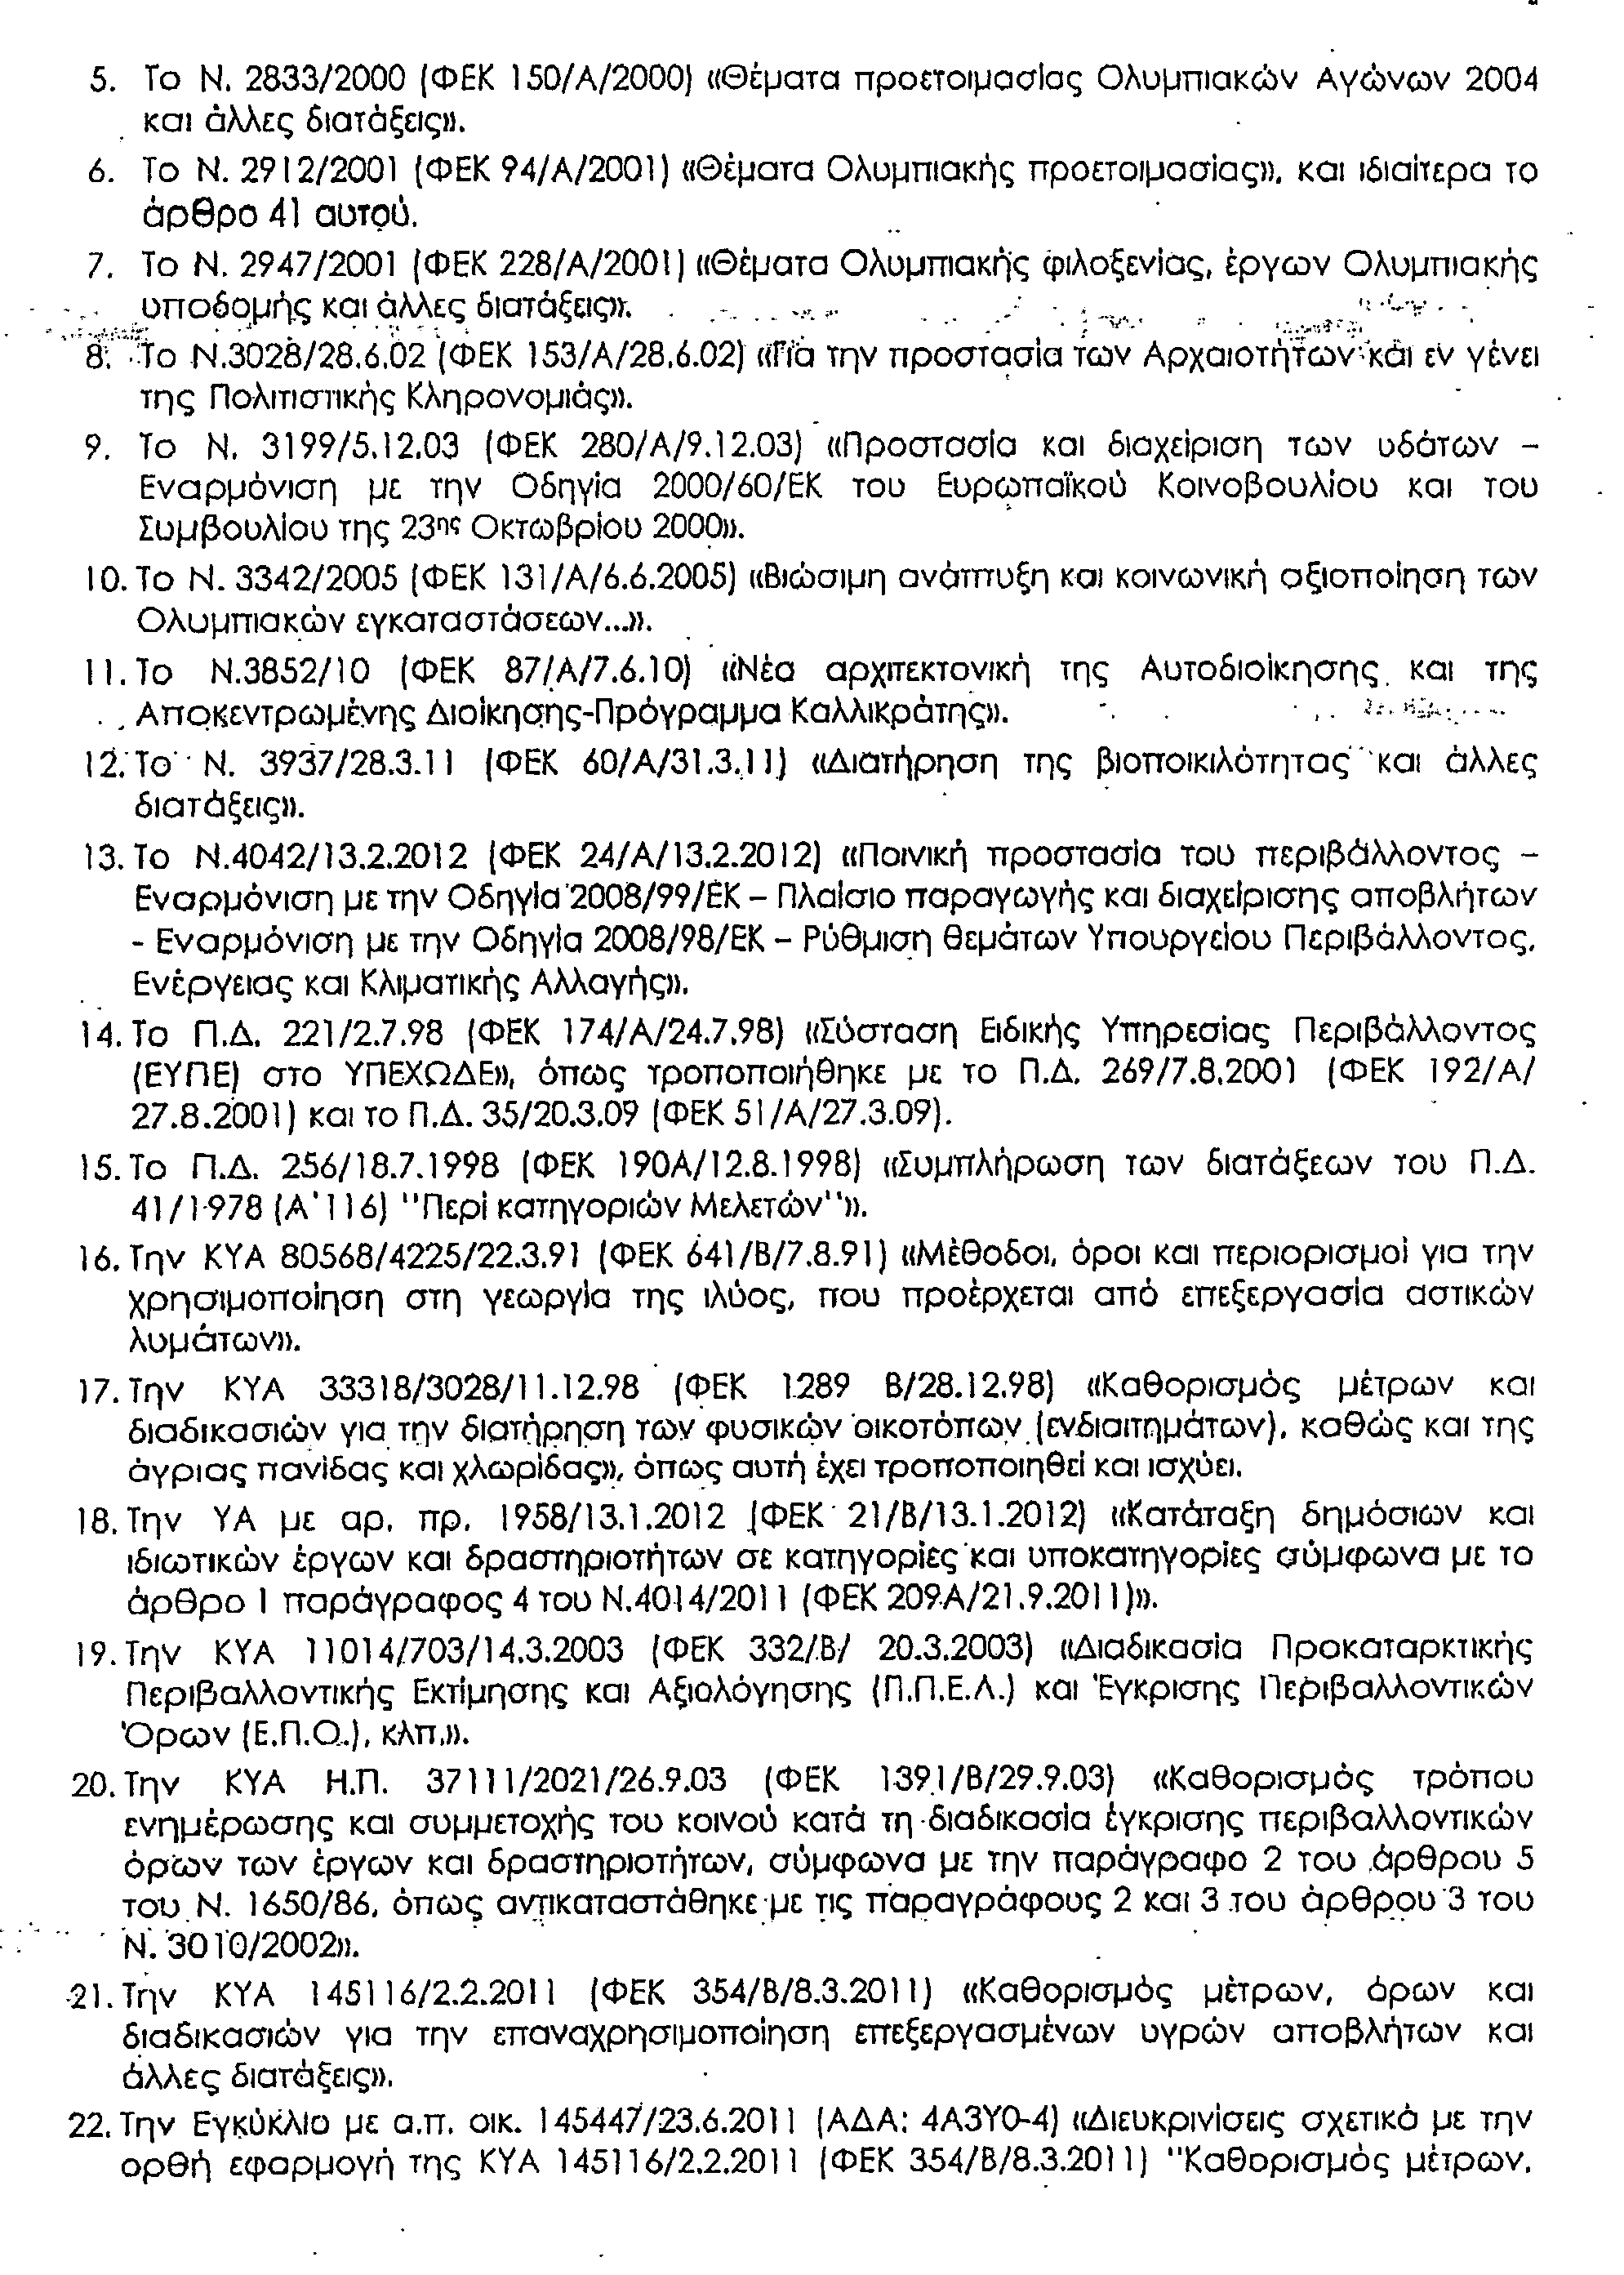 5. Το Ν. 2833/2000 (ΦΕΚ 150/Α/2000) «Θέματα προετοιμασίας Ολυμπιακών Αγώνων 2004
και άλλες διατάξεις».
6. Το Ν. 2912/2001 (ΦΕΚ 94/Α/2001) «Θέματα Ολυμπιακής προετοιμασίας», και ιδιαίτερα το
άρθρο 41 αυτού.
7. Το Ν. 2947/2001 (ΦΕΚ 228/Α/2001) «Θέματα Ολυμπιακής φιλοξενίας, έργων Ολυμπιακής
υποδομής και άλλες διατάξεις».
8. Το Ν.3028/28.6.02 (ΦΕΚ 153/Α/28.6.02) «Για την προστασία των Αρχαιοτήτων και εν γένει
της Πολιτιστικής Κληρονομιάς».
9. Το Ν. 3199/5.12.03 (ΦΕΚ 280/Α/9.12.03) «Προστασία και διαχείριση των υδάτων –
Εναρμόνιση με την Οδηγία 2000/60/ΕΚ του Ευρωπαϊκού Κοινοβουλίου και του
Συμβουλίου της 23ης Οκτωβρίου 2000».
10. Το Ν. 3342/2005 (ΦΕΚ 131/Α/6.6.2005) «Βιώσιμη ανάπτυξη και κοινωνική αξιοποίηση των
Ολυμπιακών εγκαταστάσεων...».
11. Το Ν.3852/10 (ΦΕΚ 87/Α/7.6.10) «Νέα αρχιτεκτονική της Αυτοδιοίκησης και της
Αποκεντρωμένης Διοίκησης-Πρόγραμμα Καλλικράτης».
12. Το Ν. 3937/28.3.11 (ΦΕΚ 60/Α/31.3.11) «Διατήρηση της βιοποικιλότητας και άλλες
διατάξεις».
13. Το Ν.4042/13.2.2012 (ΦΕΚ 24/Α/13.2.2012) «Ποινική προστασία του περιβάλλοντος –
Εναρμόνιση με την Οδηγία 2008/99/ΕΚ – Πλαίσιο παραγωγής και διαχείρισης αποβλήτων
- Εναρμόνιση με την Οδηγία 2008/98/ΕΚ – Ρύθμιση θεμάτων Υπουργείου Περιβάλλοντος,
Ενέργειας και Κλιματικής Αλλαγής».
14. Το Π.Δ. 221/2.7.98 (ΦΕΚ 174/Α/24.7.98) «Σύσταση Ειδικής Υπηρεσίας Περιβάλλοντος
(ΕΥΠΕ) στο ΥΠΕΧΩΔΕ», όπως τροποποιήθηκε με το Π.Δ. 269/7.8.2001 (ΦΕΚ 192/Α/
27.8.2001) και το Π.Δ. 35/20.3.09 (ΦΕΚ 51/Α/27.3.09).
15. Το Π.Δ. 256/18.7.1998 (ΦΕΚ 190Α/12.8.1998) «Συμπλήρωση των διατάξεων του Π.Δ.
41/1978 (Α'116) "Περί κατηγοριών Μελετών"».
16. Την ΚΥΑ 80568/4225/22.3.91 (ΦΕΚ 641/Β/7.8.91) «Μέθοδοι, όροι και περιορισμοί για την
χρησιμοποίηση στη γεωργία της ιλύος, που προέρχεται από επεξεργασία αστικών
λυμάτων».
17. Την ΚΥΑ 33318/3028/11.12.98 (ΦΕΚ 1289 Β/28.12.98) «Καθορισμός μέτρων και
διαδικασιών για την διατήρηση των φυσικών οικοτόπων (ενδιαιτημάτων), καθώς και της
άγριας πανίδας και χλωρίδας», όπως αυτή έχει τροποποιηθεί και ισχύει.
18. Την ΥΑ με αρ. πρ. 1958/13.1.2012 (ΦΕΚ 21/Β/13.1.2012) «Κατάταξη δημόσιων και
ιδιωτικών έργων και δραστηριοτήτων σε κατηγορίες και υποκατηγορίες σύμφωνα με το
άρθρο 1 παράγραφος 4 του Ν.4014/2011 (ΦΕΚ 209Α/21.9.2011)».
19. Την ΚΥΑ 11014/703/14.3.2003 (ΦΕΚ 332/Β/ 20.3.2003) «Διαδικασία Προκαταρκτικής
Περιβαλλοντικής Εκτίμησης και Αξιολόγησης (Π.Π.Ε.Α.) και Έγκρισης Περιβαλλοντικών
Όρων (Ε.Π.Ο.), κλπ.».
20. Την ΚΥΑ Η.Π. 37111/2021/26.9.03 (ΦΕΚ 1391/Β/29.9.03) «Καθορισμός τρόπου
ενημέρωσης και συμμετοχής του κοινού κατά τη διαδικασία έγκρισης περιβαλλοντικών
όρων των έργων και δραστηριοτήτων, σύμφωνα με την παράγραφο 2 του άρθρου 5
του Ν. 1650/86, όπως αντικαταστάθηκε με τις παραγράφους 2 και 3 του άρθρου 3 του
Ν. 3010/2002».
21. Την ΚΥΑ 145116/2.2.2011 (ΦΕΚ 354/Β/8.3.2011) «Καθορισμός μέτρων, όρων και
διαδικασιών για την επαναχρησιμοποίηση επεξεργασμένων υγρών αποβλήτων και
άλλες διατάξεις».
22. Την Εγκύκλιο με α.π. οικ. 145447/23.6.2011 (ΑΔΑ: 4Α3Υ0-4) «Διευκρινίσεις σχετικά με την
ορθή εφαρμογή της ΚΥΑ 145116/2.2.2011 (ΦΕΚ 354/Β/8.3.2011) "Καθορισμός μέτρων,